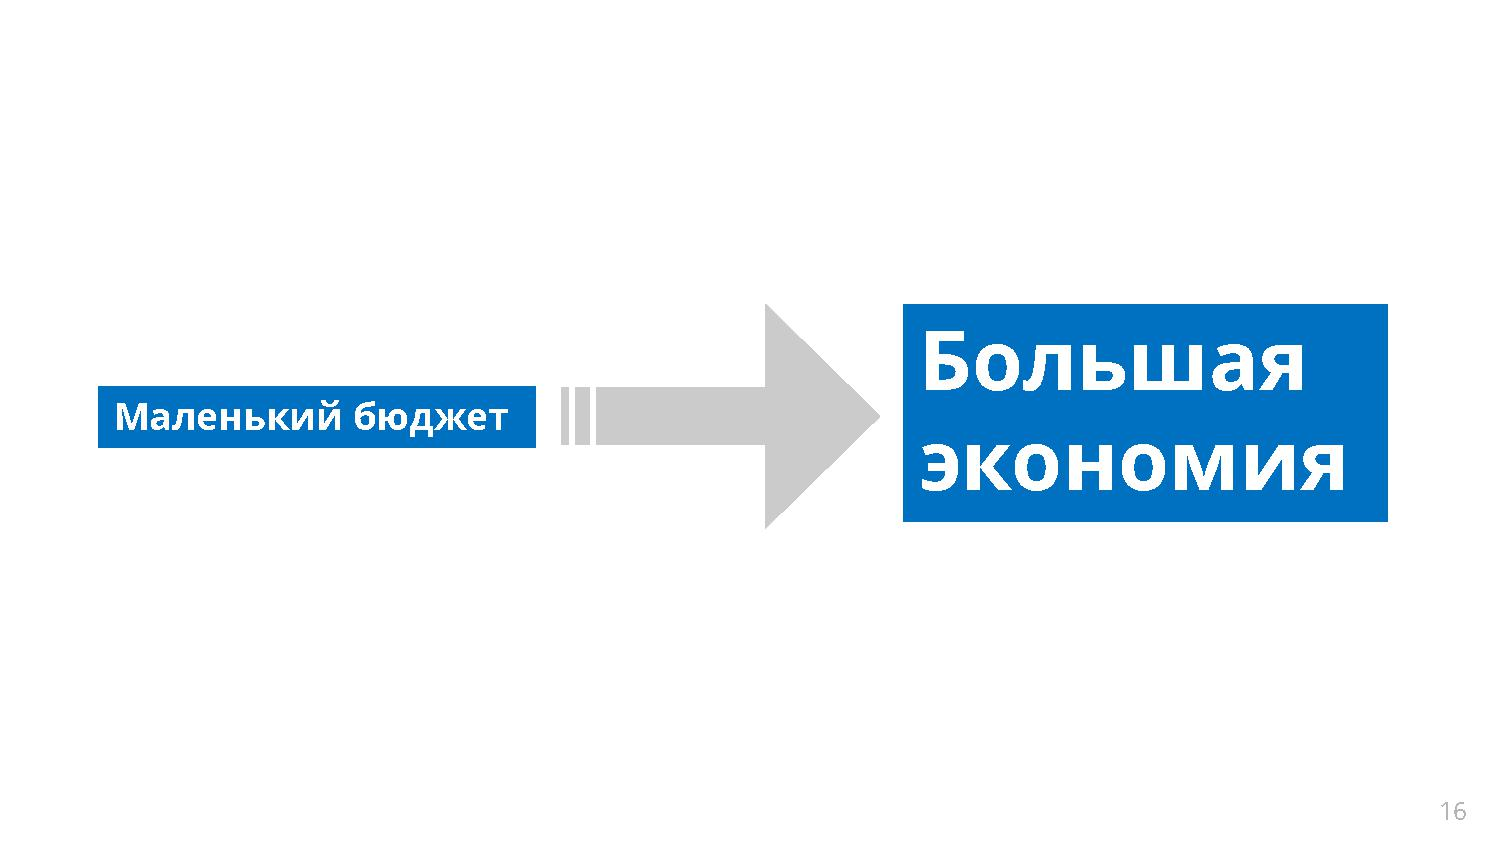 Маленький бюджет
Большая
экономия
16